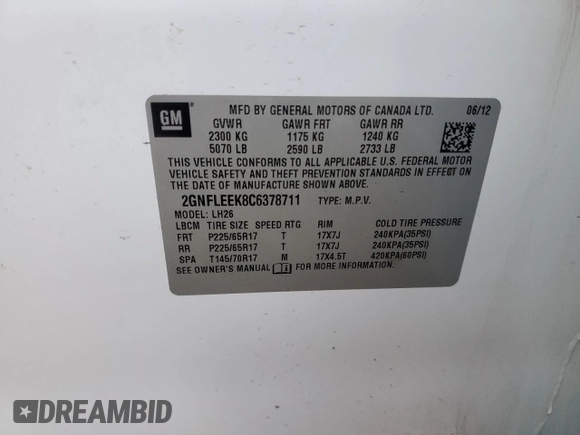 GM
MFD BY GENERAL MOTORS OF CANADA LTD. 06/12
GVWR GAWR FRT GAWR RR
2300 KG 1175 KG 1240 KG
5070 LB 2590 LB 2733 LB
THIS VEHICLE CONFORMS TO ALL APPLICABLE U.S. FEDERAL MOTOR
VEHICLE SAFETY AND THEFT PREVENTION STANDARDS IN EFFECT ON
THE DATE OF MANUFACTURE SHOWN ABOVE.
2GNFLEEK8C6378711 TYPE: M.P.V.
MODEL: LH26
LBCM TIRE SIZE SPEED RTG RIM COLD TIRE PRESSURE
FRT P225/65R17 T 17X7J 240KPA(35PSI)
RR P225/65R17 T 17X7J 240KPA(35PSI)
SPA T145/70R17 M 17X4.5T 420KPA(60PSI)
SEE OWNER'S MANUAL FOR MORE INFORMATION.
DREAMBID